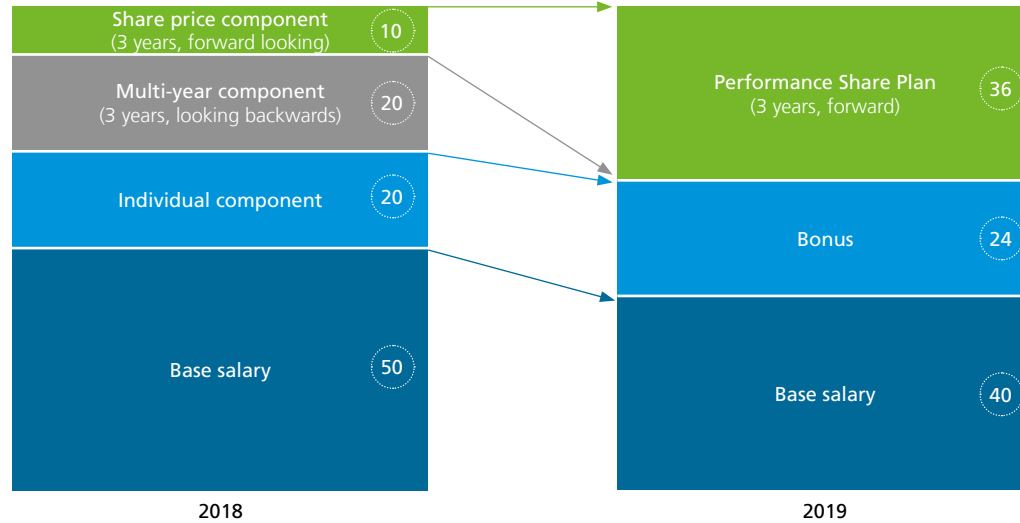 Share price component
(3 years, forward looking)
10
Multi-year component
(3 years, looking backwards)
20
Individual component
20
Base salary
50
2018
Performance Share Plan
(3 years, forward)
36
Bonus
24
Base salary
40
2019